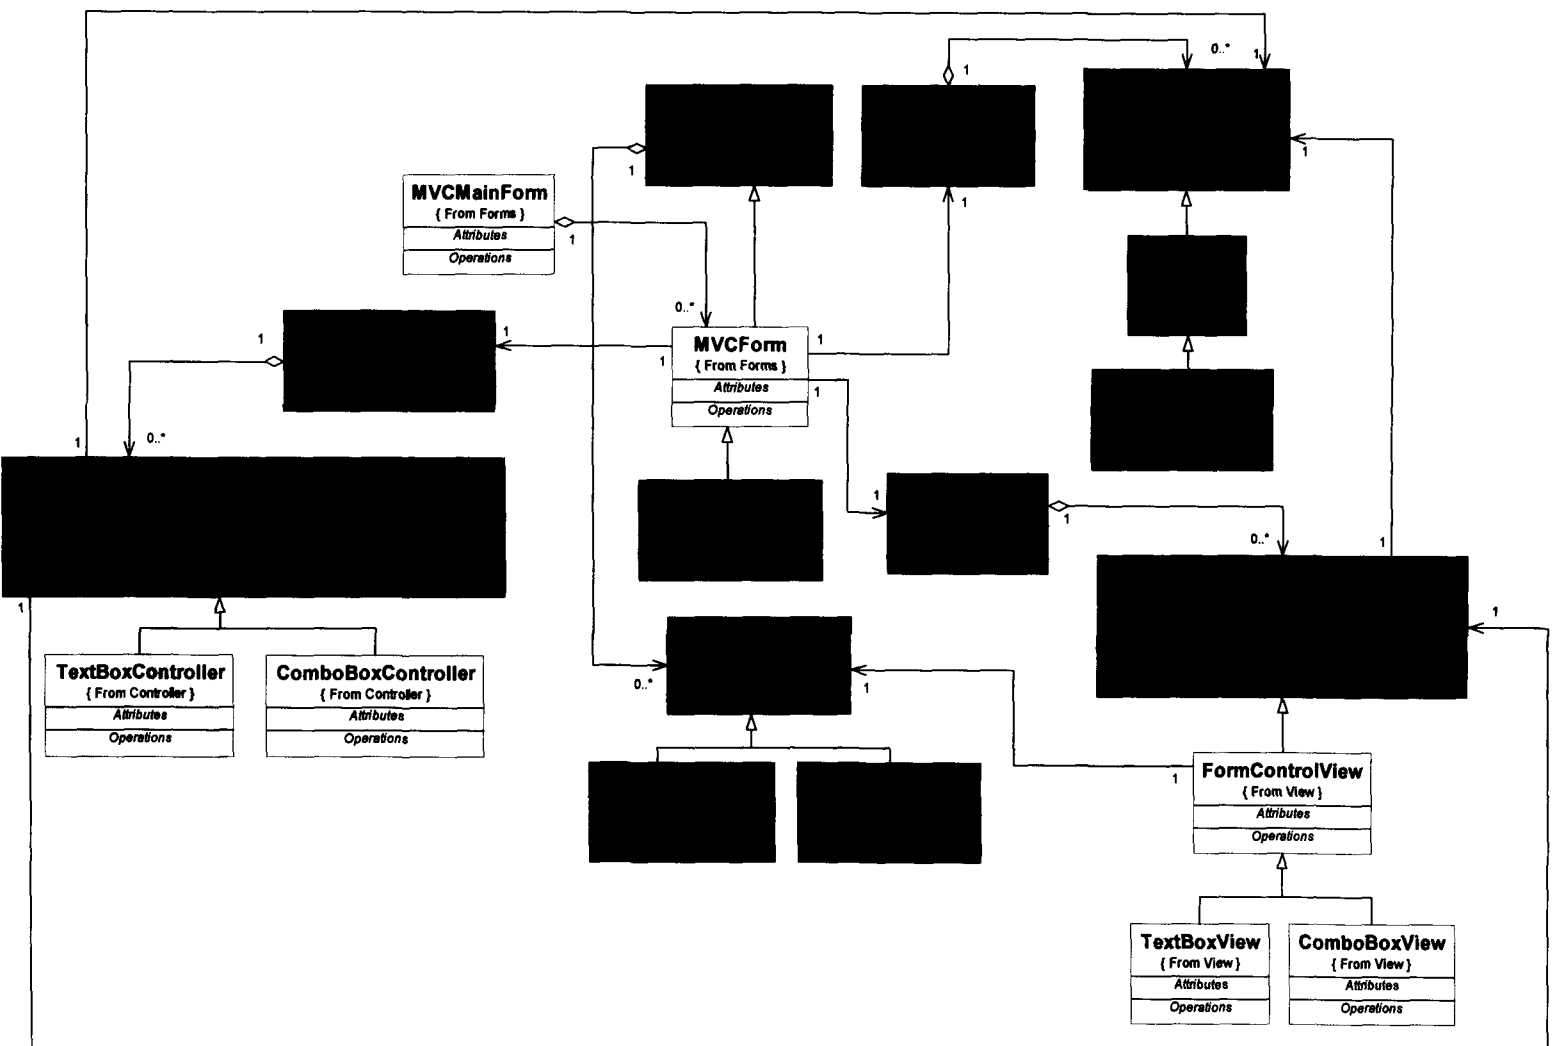 0..*
1
1
1
1
1
MVCMainForm
{ From Forms }
Attributes
Operations
1
1
0..*
1
1
1
MVCForm
{ From Forms }
Attributes
Operations
1
1
1
0..*
1
1
0..*
1
1
1
TextBoxController
{ From Controller }
Attributes
Operations
ComboBoxController
{ From Controller }
Attributes
Operations
0..*
1
1
FormControlView
{ From View }
Attributes
Operations
TextBoxView
{ From View }
Attributes
Operations
ComboBoxView
{ From View }
Attributes
Operations